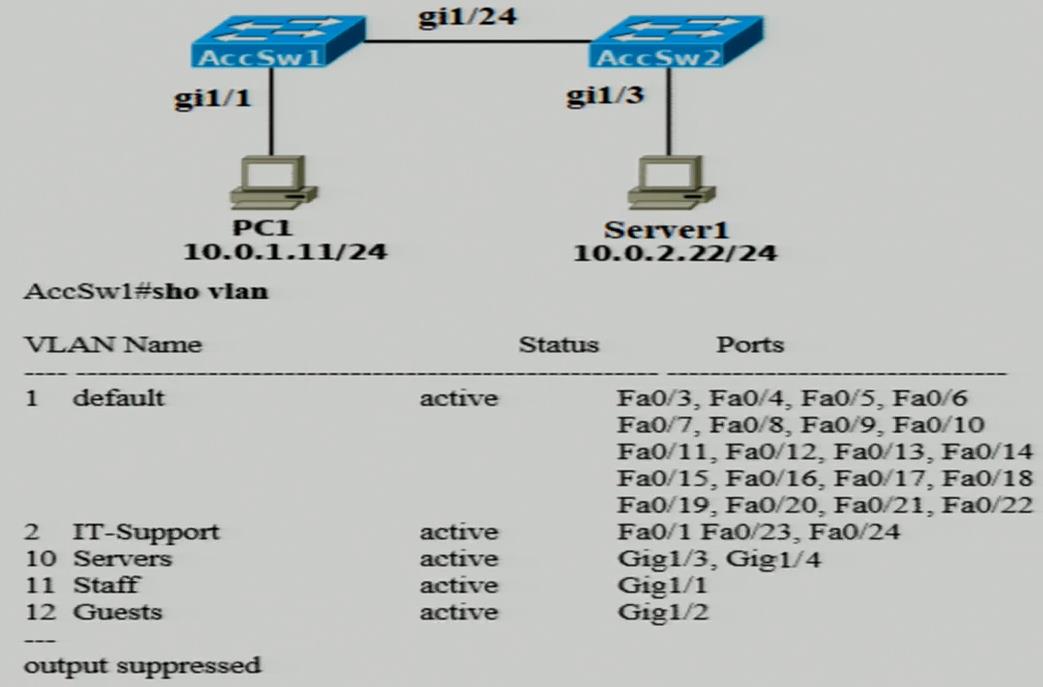 gi1/24
AccSw1
AccSw2
gi1/1
gi1/3
PC1
10.0.1.11/24
Server1
10.0.2.22/24
AccSw1#sho vlan
VLAN Name Status Ports
---- -------------------------------------------------------- --------------------------------
1 default active Fa0/3, Fa0/4, Fa0/5, Fa0/6
Fa0/7, Fa0/8, Fa0/9, Fa0/10
Fa0/11, Fa0/12, Fa0/13, Fa0/14
Fa0/15, Fa0/16, Fa0/17, Fa0/18
Fa0/19, Fa0/20, Fa0/21, Fa0/22
2 IT-Support active Fa0/1 Fa0/23, Fa0/24
10 Servers active Gig1/3, Gig1/4
11 Staff active Gig1/1
12 Guests active Gig1/2
---
output suppressed